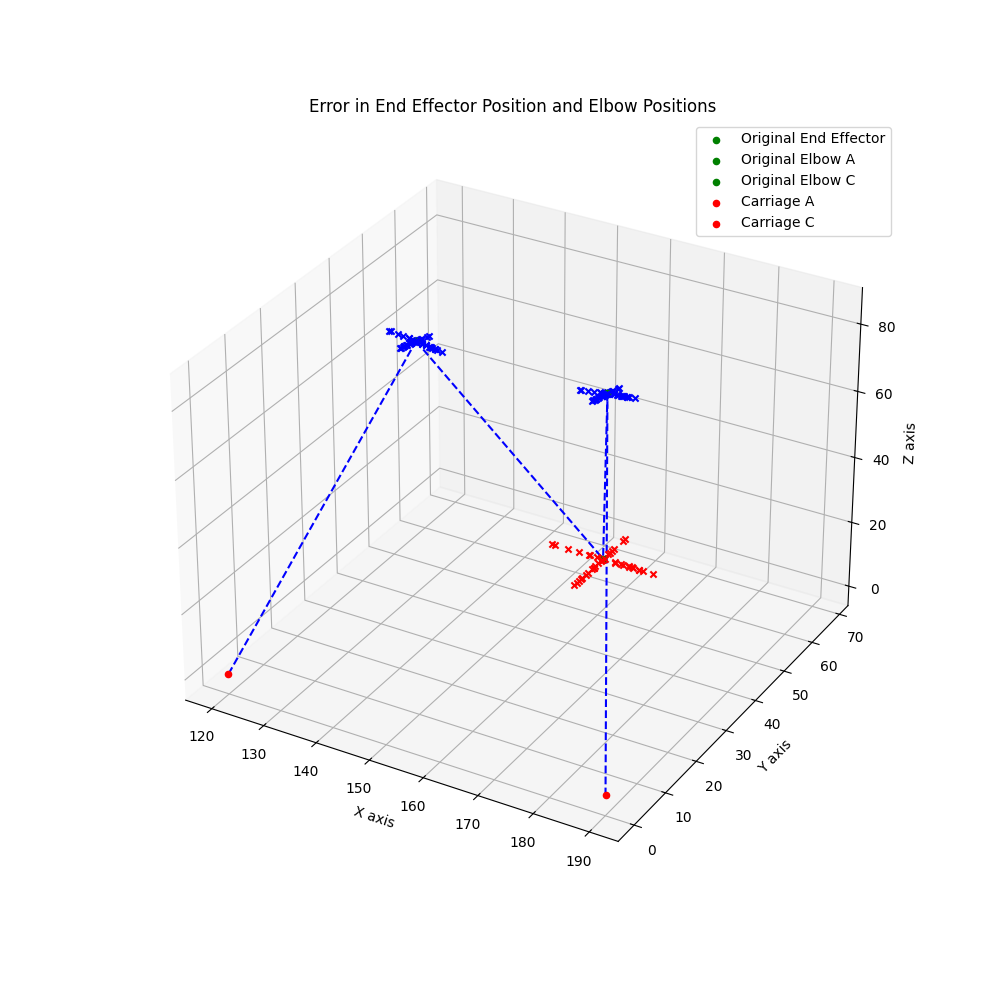 Error in End Effector Position and Elbow Positions
Original End Effector
Original Elbow A
Original Elbow C
Carriage A
Carriage C
80
60
40
20
0
Z axis
70
60
50
40
30
20
10
0
Y axis
120
130
140
150
160
170
180
190
X axis